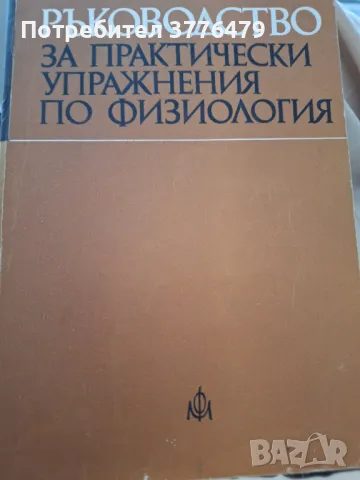 Потребител 3776479
РЪКОВОДСТВО
ЗА ПРАКТИЧЕСКИ
УПРАЖНЕНИЯ
ПО ФИЗИОЛОГИЯ
BAZAR